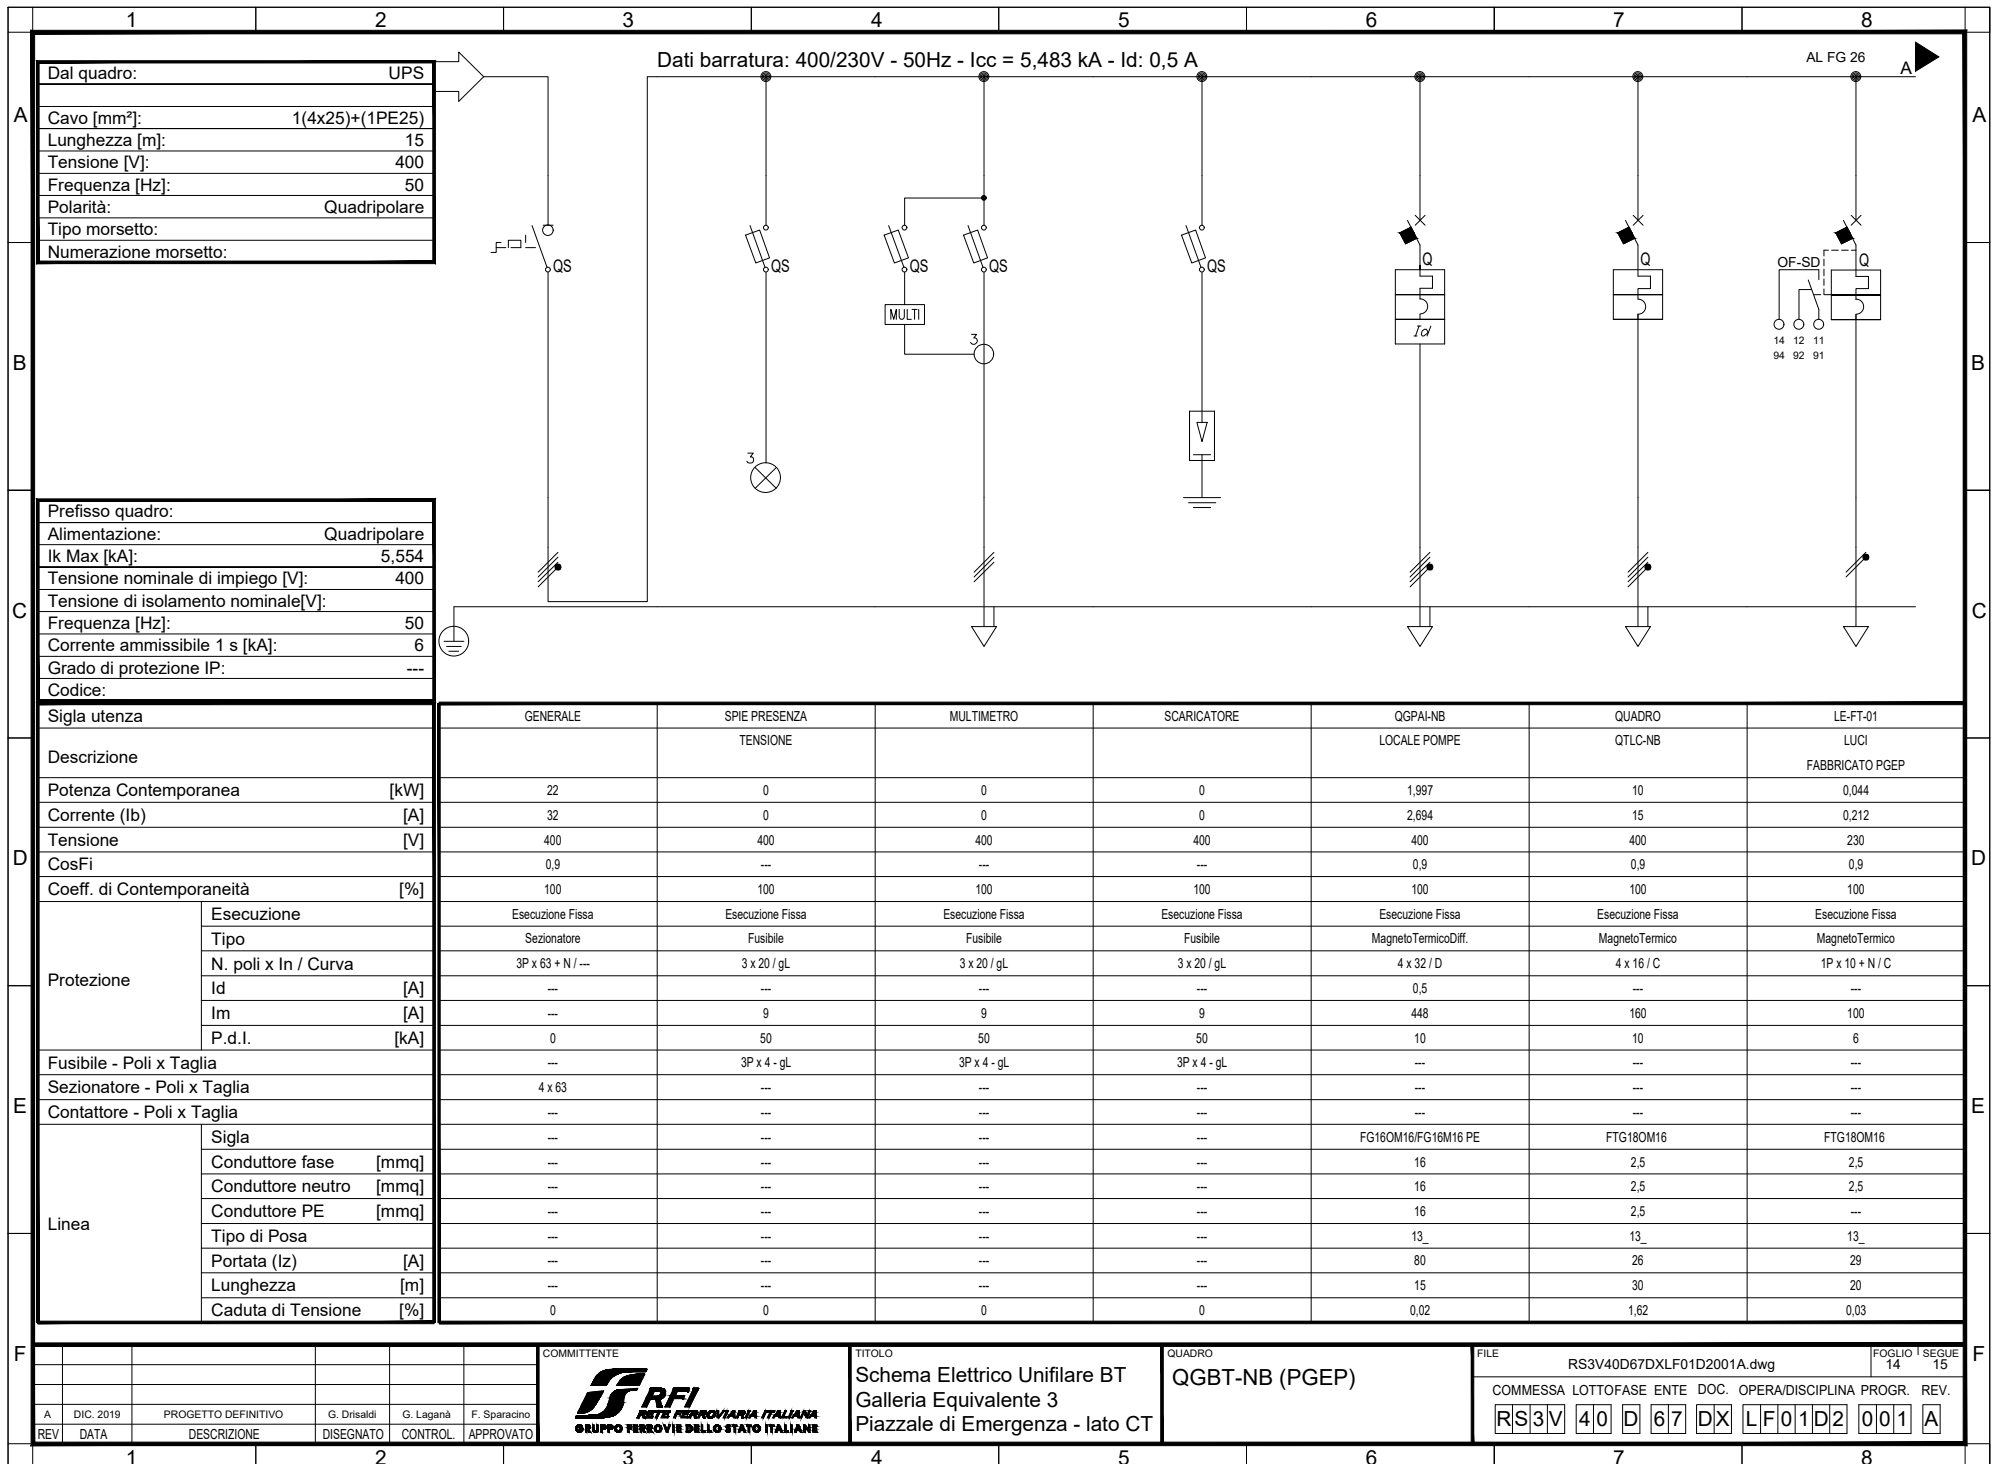 1 2 3 4 5 6 7 8
Dati barratura: 400/230V - 50Hz - Icc = 5,483 kA - Id: 0,5 A
AL FG 26
A
Dal quadro: UPS
Cavo [mm²]: 1(4x25)+(1PE25)
Lunghezza [m]: 15
Tensione [V]: 400
Frequenza [Hz]: 50
Polarità: Quadripolare
Tipo morsetto:
Numerazione morsetto:
A A
QS QS QS QS QS Q Q OF-SD Q
MULTI
3
Id
14 12 11
94 92 91
B B
3
Prefisso quadro:
Alimentazione: Quadripolare
Ik Max [kA]: 5,554
Tensione nominale di impiego [V]: 400
Tensione di isolamento nominale[V]:
Frequenza [Hz]: 50
Corrente ammissibile 1 s [kA]: 6
Grado di protezione IP: ---
Codice:
C C
Sigla utenza GENERALE SPIE PRESENZA MULTIMETRO SCARICATORE QGPAI-NB QUADRO LE-FT-01
Descrizione TENSIONE LOCALE POMPE QTLC-NB LUCI
FABBRICATO PGEP
Potenza Contemporanea [kW] 22 0 0 0 1,997 10 0,044
Corrente (Ib) [A] 32 0 0 0 2,694 15 0,212
Tensione [V] 400 400 400 400 400 400 230
D D
CosFi 0,9 --- --- --- 0,9 0,9 0,9
Coeff. di Contemporaneità [%] 100 100 100 100 100 100 100
Protezione
Esecuzione Esecuzione Fissa Esecuzione Fissa Esecuzione Fissa Esecuzione Fissa Esecuzione Fissa Esecuzione Fissa Esecuzione Fissa
Tipo Sezionatore Fusibile Fusibile Fusibile MagnetoTermicoDiff. MagnetoTermico MagnetoTermico
N. poli x In / Curva 3P x 63 + N / --- 3 x 20 / gL 3 x 20 / gL 3 x 20 / gL 4 x 32 / D 4 x 16 / C 1P x 10 + N / C
Id [A] --- --- --- --- 0,5 --- ---
Im [A] --- 9 9 9 448 160 100
P.d.I. [kA] 0 50 50 50 10 10 6
Fusibile - Poli x Taglia --- 3P x 4 - gL 3P x 4 - gL 3P x 4 - gL --- --- ---
Sezionatore - Poli x Taglia 4 x 63 --- --- --- --- --- ---
E E
Contattore - Poli x Taglia --- --- --- --- --- --- ---
Linea
Sigla --- --- --- --- FG16OM16/FG16M16 PE FTG18OM16 FTG18OM16
Conduttore fase [mmq] --- --- --- --- 16 2,5 2,5
Conduttore neutro [mmq] --- --- --- --- 16 2,5 2,5
Conduttore PE [mmq] --- --- --- --- 16 2,5 ---
Tipo di Posa --- --- --- --- 13_ 13_ 13_
Portata (Iz) [A] --- --- --- --- 80 26 29
Lunghezza [m] --- --- --- --- 15 30 20
Caduta di Tensione [%] 0 0 0 0 0,02 1,62 0,03
F F
A DIC. 2019 PROGETTO DEFINITIVO G. Drisaldi G. Laganà F. Sparacino
REV DATA DESCRIZIONE DISEGNATO CONTROL. APPROVATO
COMMITTENTE
RFI
RETE FERROVIARIA ITALIANA
GRUPPO FERROVIE DELLO STATO ITALIANE
TITOLO
Schema Elettrico Unifilare BT
Galleria Equivalente 3
Piazzale di Emergenza - lato CT
QUADRO
QGBT-NB (PGEP)
FILE
RS3V40D67DXLF01D2001A.dwg
FOGLIO SEGUE
14 15
COMMESSA LOTTO FASE ENTE DOC. OPERA/DISCIPLINA PROGR. REV.
RS3V 40 D 67 DX LF01D2 001 A
1 2 3 4 5 6 7 8